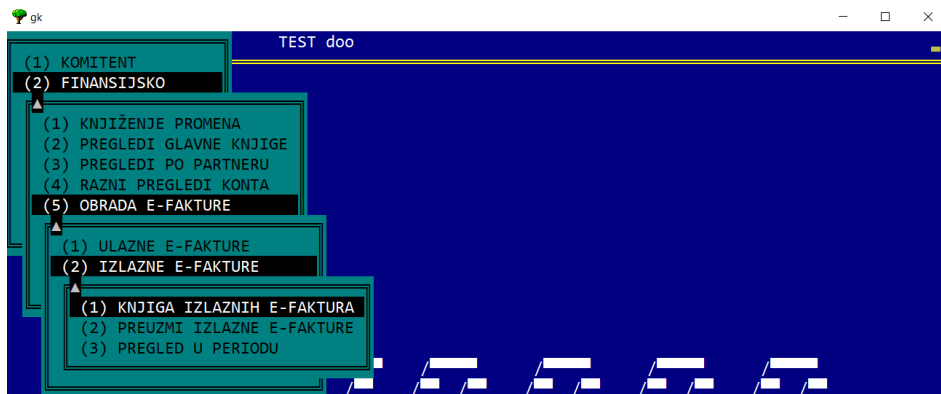 gk
TEST doo
(1) KOMITENT
(2) FINANSIJSKO
(1) KNJIŽENJE PROMENA
(2) PREGLEDI GLAVNE KNJIGE
(3) PREGLEDI PO PARTNERU
(4) RAZNI PREGLEDI KONTA
(5) OBRADA E-FAKTURE
(1) ULAZNE E-FAKTURE
(2) IZLAZNE E-FAKTURE
(1) KNJIGA IZLAZNIH E-FAKTURA
(2) PREUZMI IZLAZNE E-FAKTURE
(3) PREGLED U PERIODU